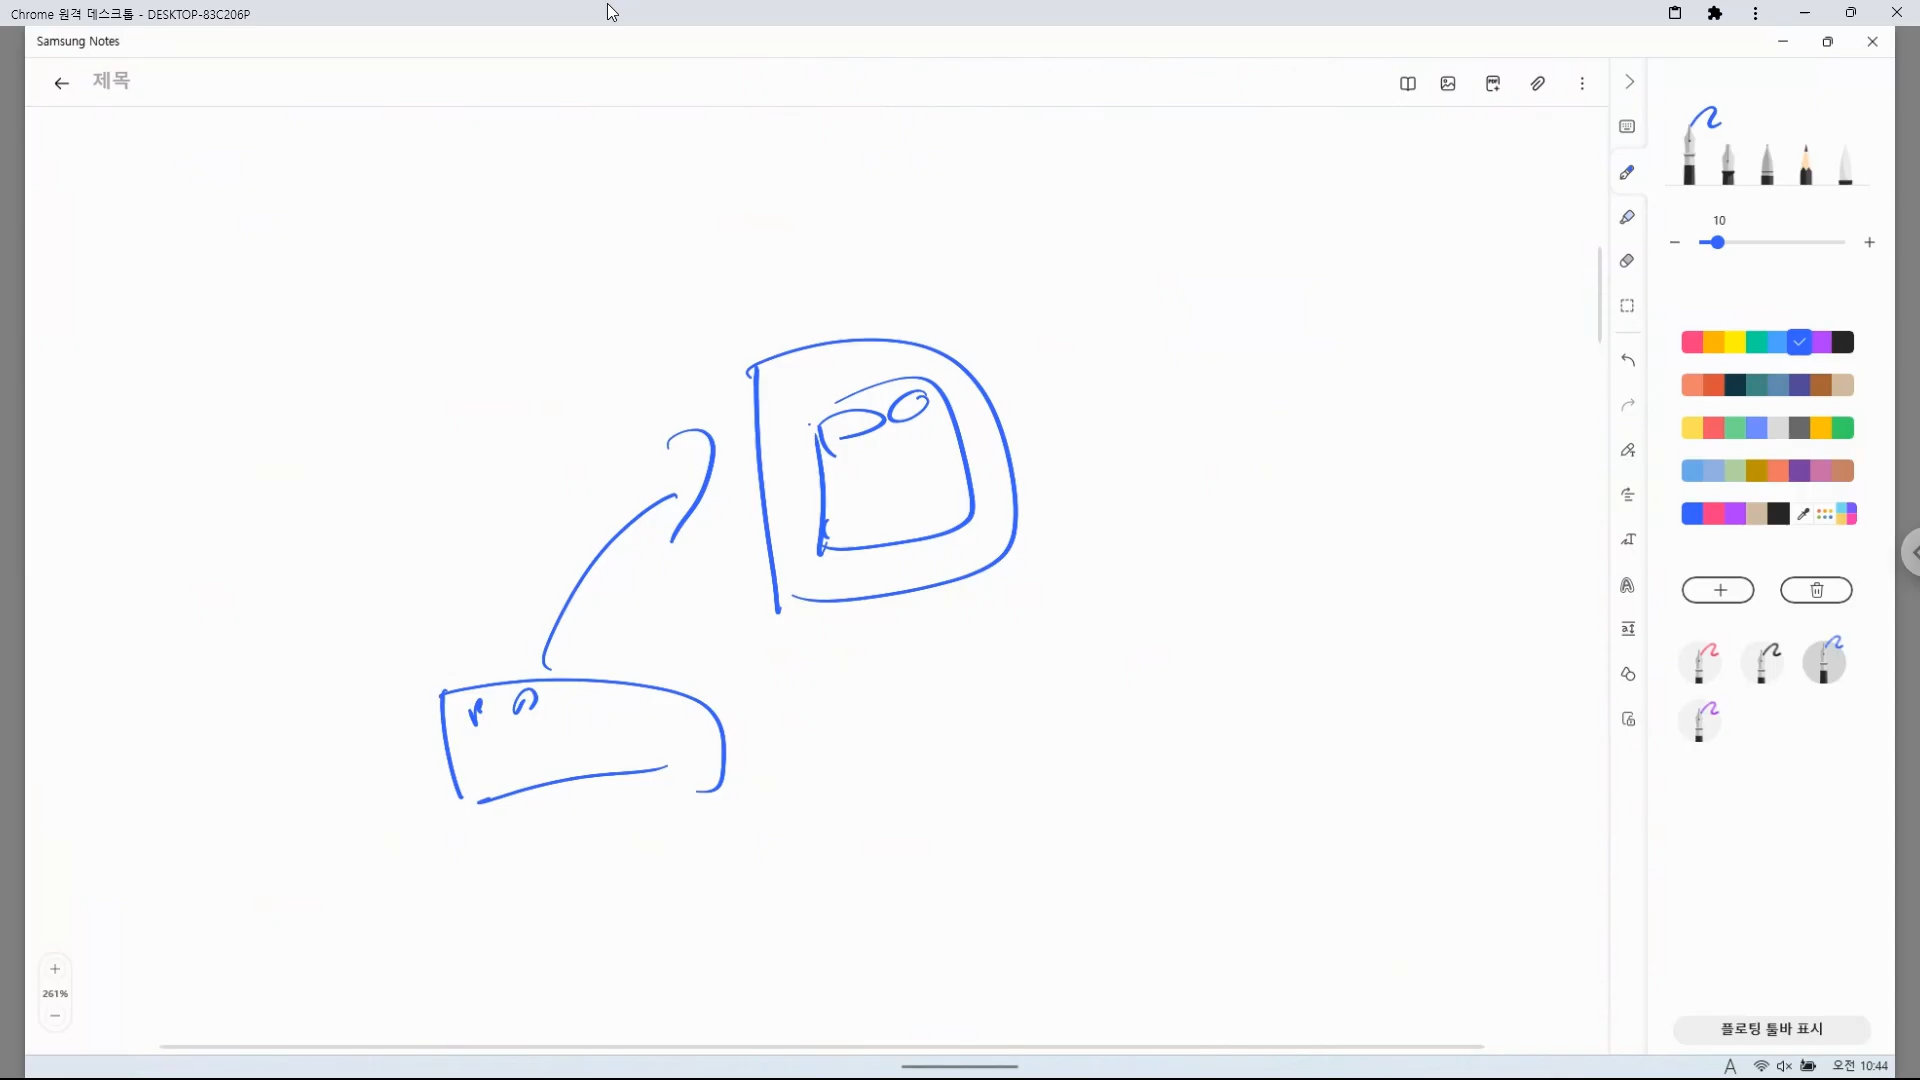 Chrome 원격 데스크톱 - DESKTOP-83C206P
Samsung Notes
제목
10
261%
플로팅 툴바 표시
A 오전 10:44